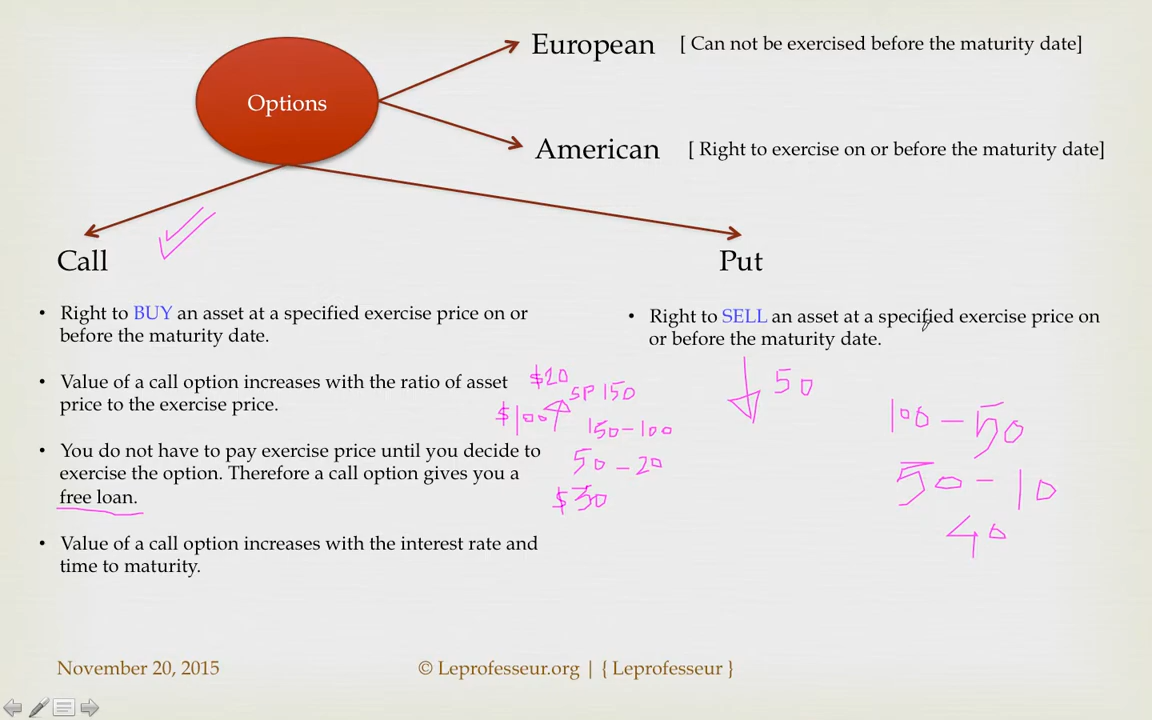 European [ Can not be exercised before the maturity date]
Options
American [ Right to exercise on or before the maturity date]
Call
Put
• Right to BUY an asset at a specified exercise price on or
before the maturity date.
• Value of a call option increases with the ratio of asset
price to the exercise price.
• You do not have to pay exercise price until you decide to
exercise the option. Therefore a call option gives you a
free loan.
• Value of a call option increases with the interest rate and
time to maturity.
$20
SP 150
$100
150-100
50-20
$30
• Right to SELL an asset at a specified exercise price on
or before the maturity date.
50
100-50
50-10
40
November 20, 2015
© Leprofesseur.org | { Leprofesseur }